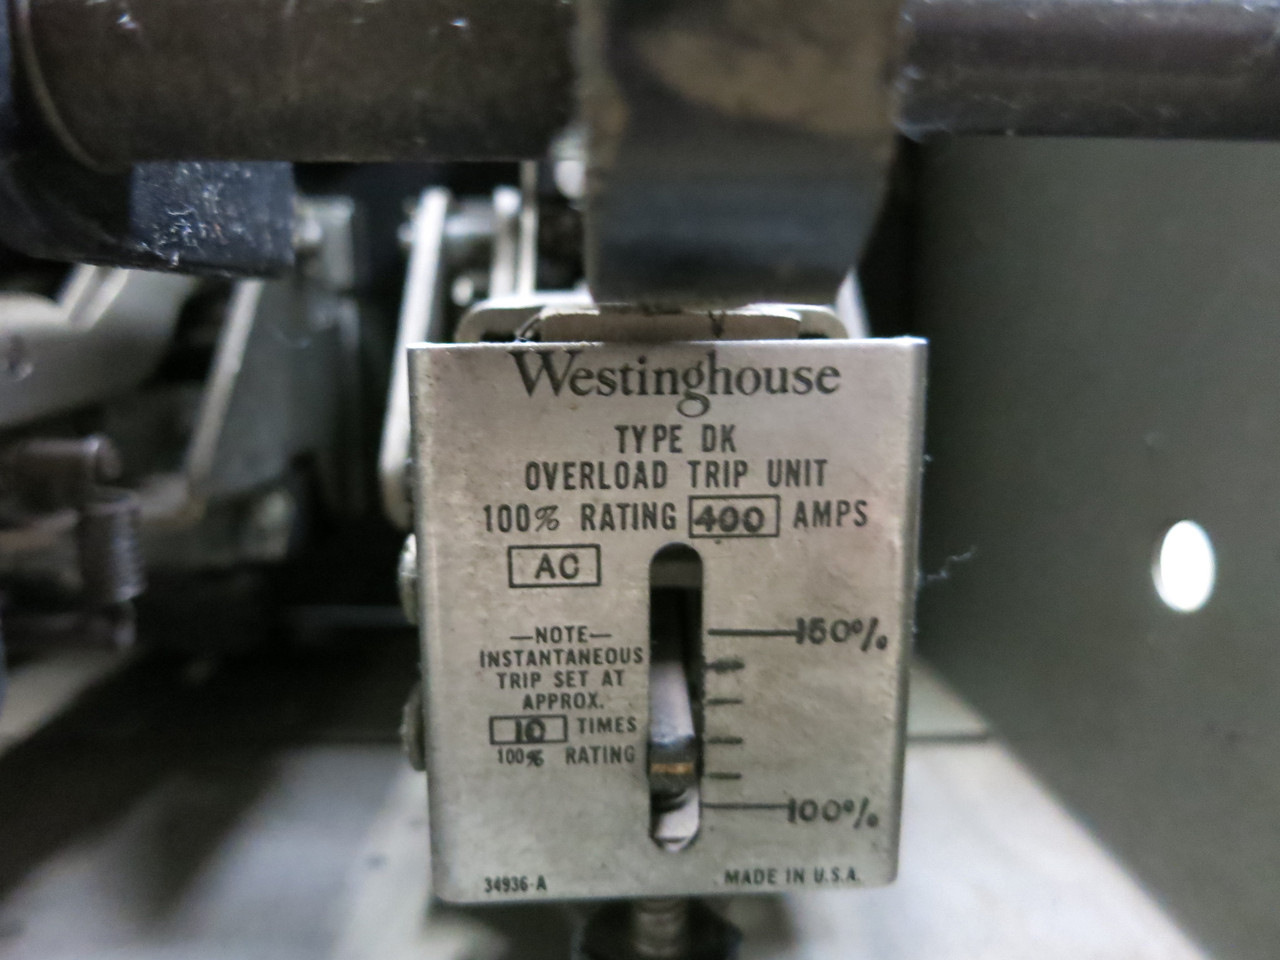 Westinghouse
TYPE DK
OVERLOAD TRIP UNIT
100% RATING 400 AMPS
AC
150%
—NOTE—
INSTANTANEOUS
TRIP SET AT
APPROX.
10 TIMES
100% RATING
100%
34936-A
MADE IN U.S.A.